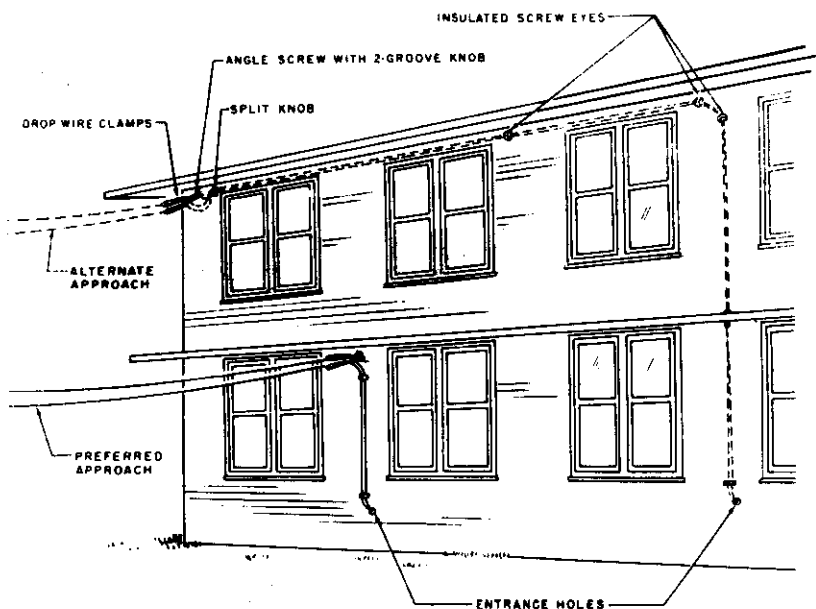 INSULATED SCREW EYES
ANGLE SCREW WITH 2-GROOVE KNOB
SPLIT KNOB
DROP WIRE CLAMPS
ALTERNATE
APPROACH
PREFERRED
APPROACH
ENTRANCE HOLES